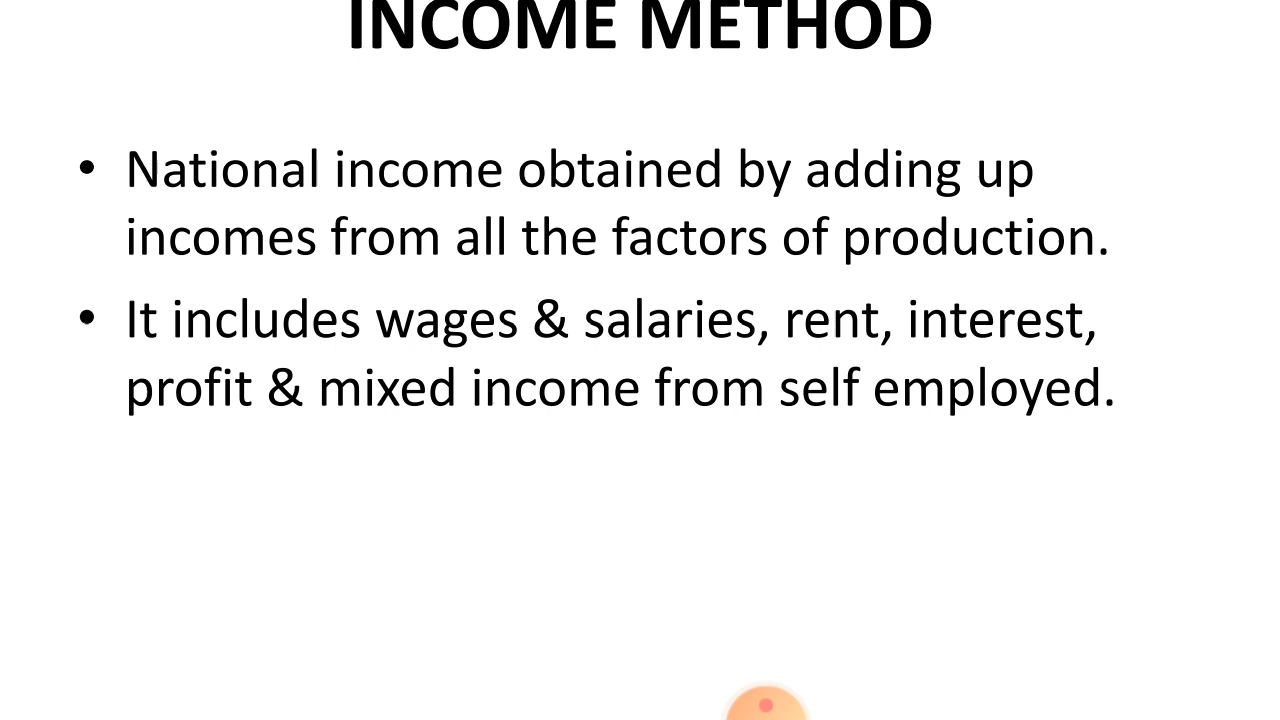 INCOME METHOD
• National income obtained by adding up
incomes from all the factors of production.
• It includes wages & salaries, rent, interest,
profit & mixed income from self employed.